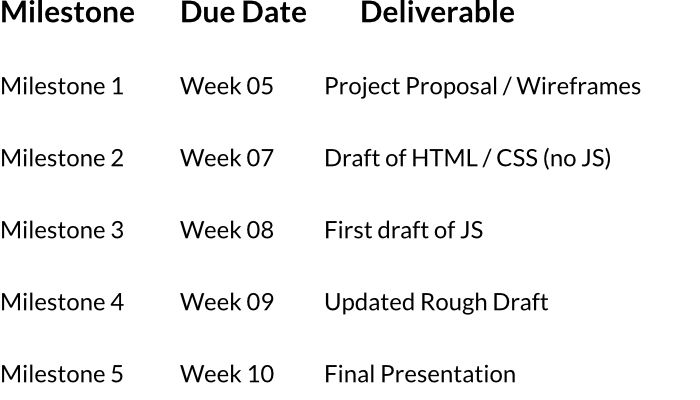 Milestone Due Date Deliverable
Milestone 1 Week 05 Project Proposal / Wireframes
Milestone 2 Week 07 Draft of HTML / CSS (no JS)
Milestone 3 Week 08 First draft of JS
Milestone 4 Week 09 Updated Rough Draft
Milestone 5 Week 10 Final Presentation